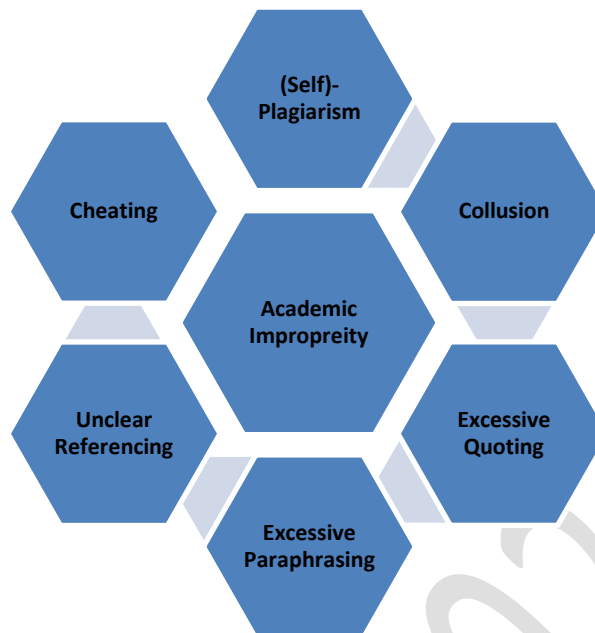 (Self)-
Plagiarism
Cheating
Collusion
Academic
Impropreity
Unclear
Referencing
Excessive
Quoting
Excessive
Paraphrasing